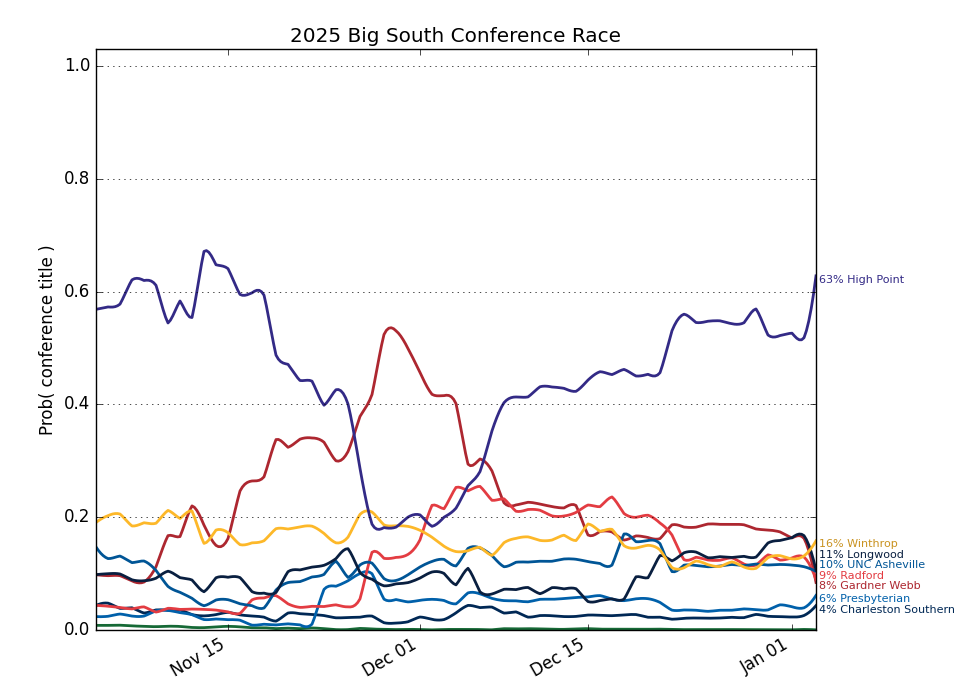 2025 Big South Conference Race
Prob( conference title )
1.0
0.8
0.6
0.4
0.2
0.0
Nov 15
Dec 01
Dec 15
Jan 01
63% High Point
16% Winthrop
11% Longwood
10% UNC Asheville
9% Radford
8% Gardner Webb
6% Presbyterian
4% Charleston Southern